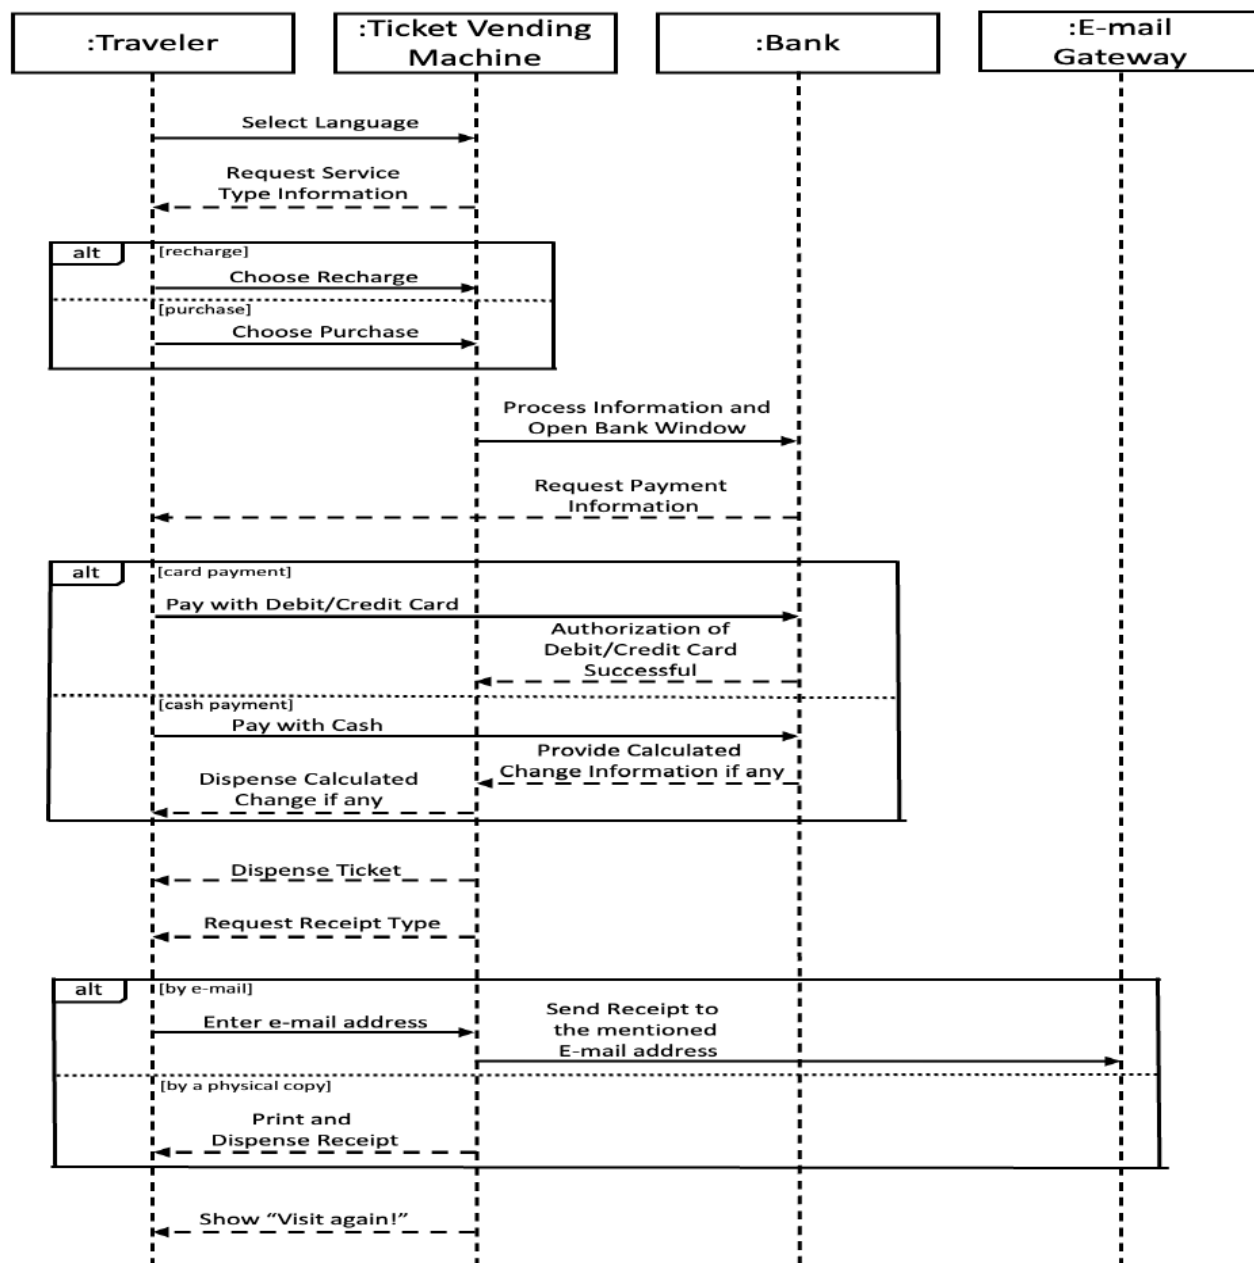 :Traveler
:Ticket Vending
Machine
:Bank
:E-mail
Gateway
Select Language
Request Service
Type Information
alt
[recharge]
Choose Recharge
[purchase]
Choose Purchase
Process Information and
Open Bank Window
Request Payment
Information
alt
[card payment]
Pay with Debit/Credit Card
Authorization of
Debit/Credit Card
Successful
[cash payment]
Pay with Cash
Provide Calculated
Change Information if any
Dispense Calculated
Change if any
Dispense Ticket
Request Receipt Type
alt
[by e-mail]
Enter e-mail address
Send Receipt to
the mentioned
E-mail address
[by a physical copy]
Print and
Dispense Receipt
Show “Visit again!”